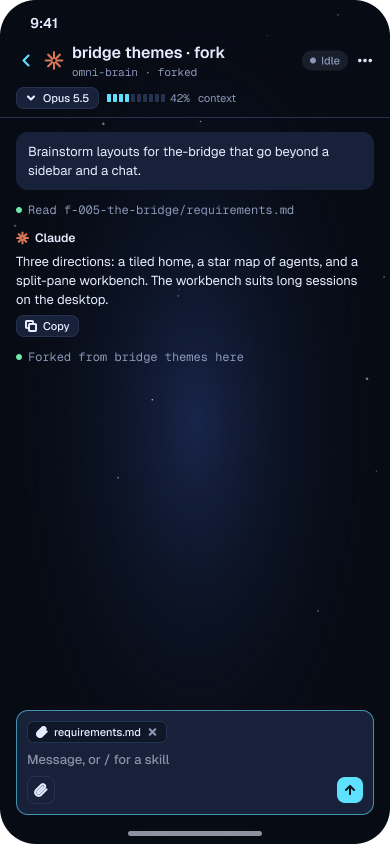 9:41
bridge themes · fork
omni-brain · forked
Idle
Opus 5.5
42% context
Brainstorm layouts for the-bridge that go beyond a
sidebar and a chat.
Read f-005-the-bridge/requirements.md
Claude
Three directions: a tiled home, a star map of agents, and a
split-pane workbench. The workbench suits long sessions
on the desktop.
Copy
Forked from bridge themes here
requirements.md
Message, or / for a skill